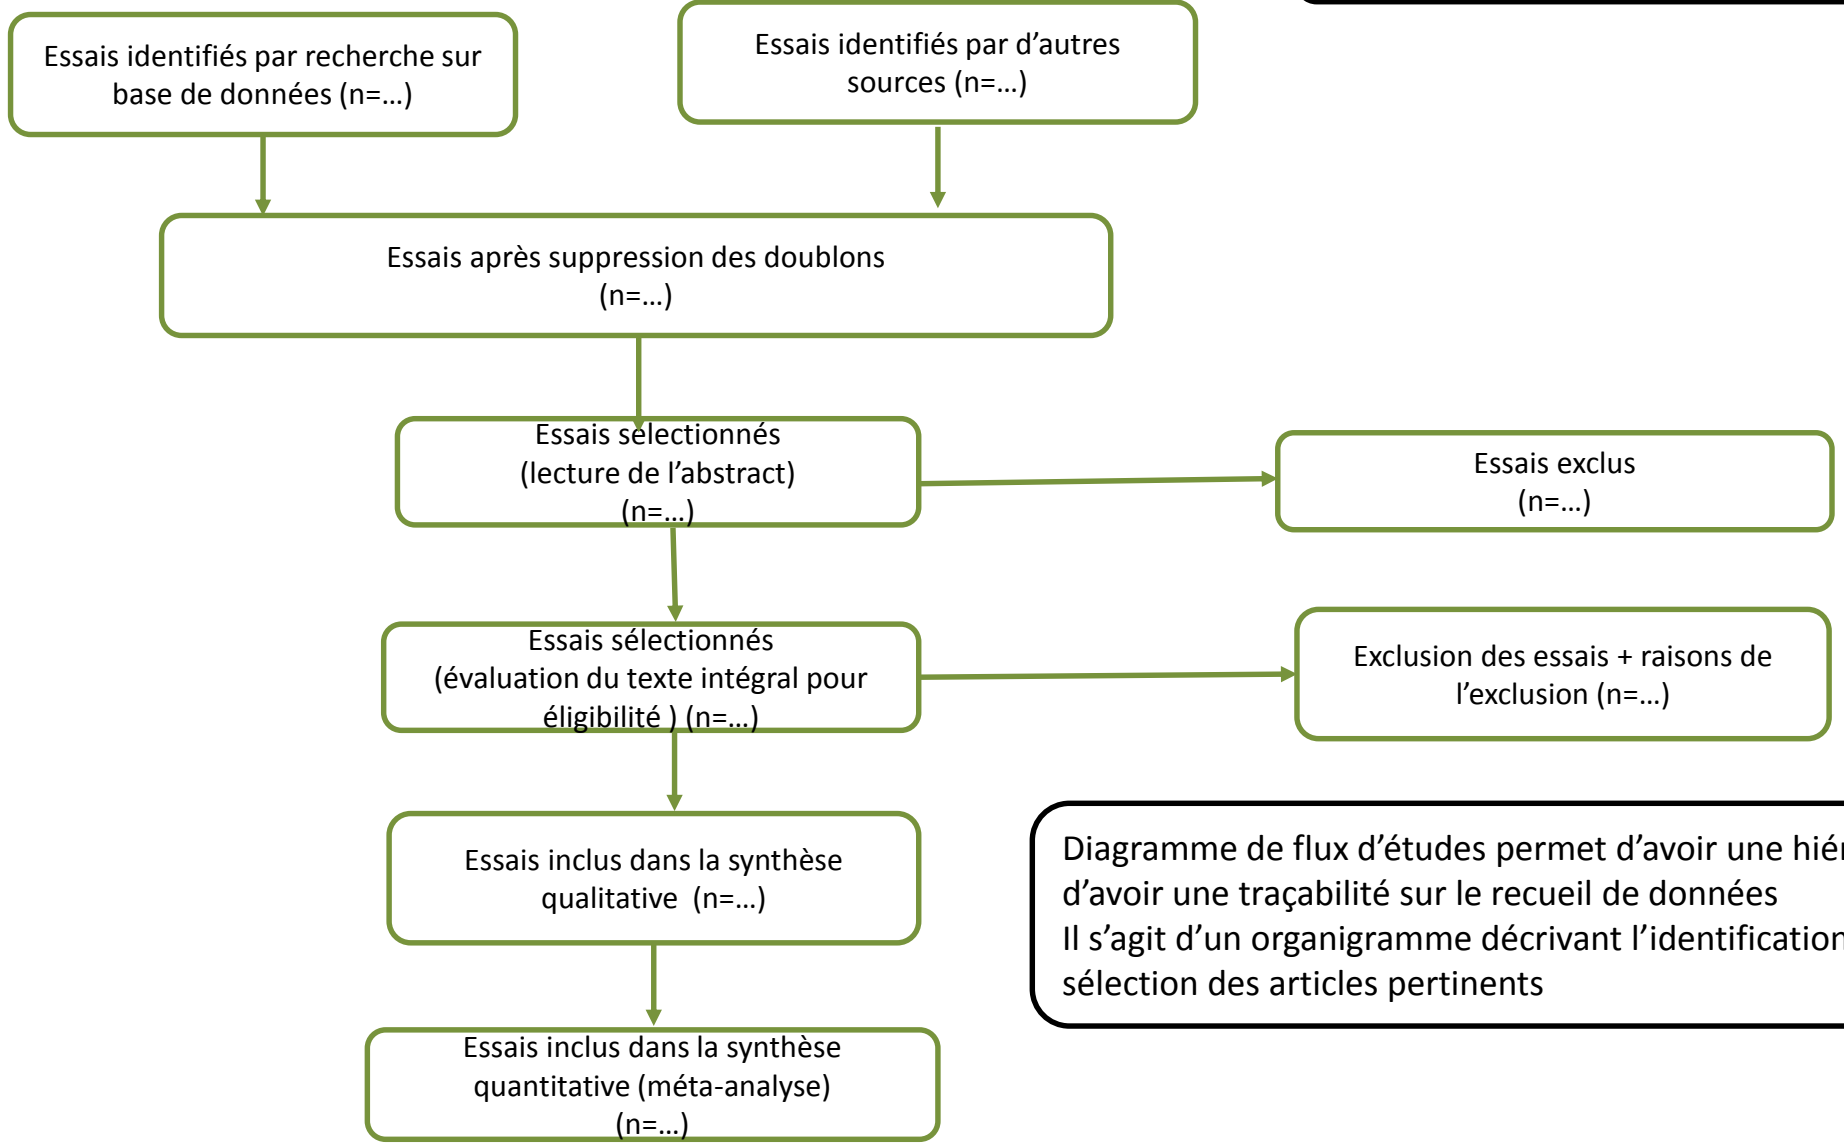 Essais identifiés par recherche sur
base de données (n=...)
Essais identifiés par d’autres
sources (n=...)
Essais après suppression des doublons
(n=...)
Essais sélectionnés
(lecture de l’abstract)
(n=...)
Essais exclus
(n=...)
Essais sélectionnés
(évaluation du texte intégral pour
éligibilité ) (n=...)
Exclusion des essais + raisons de
l’exclusion (n=...)
Essais inclus dans la synthèse
qualitative (n=...)
Diagramme de flux d’études permet d’avoir une
d’avoir une traçabilité sur le recueil de données
Il s’agit d’un organigramme décrivant l’identification
sélection des articles pertinents
Essais inclus dans la synthèse
quantitative (méta-analyse)
(n=...)